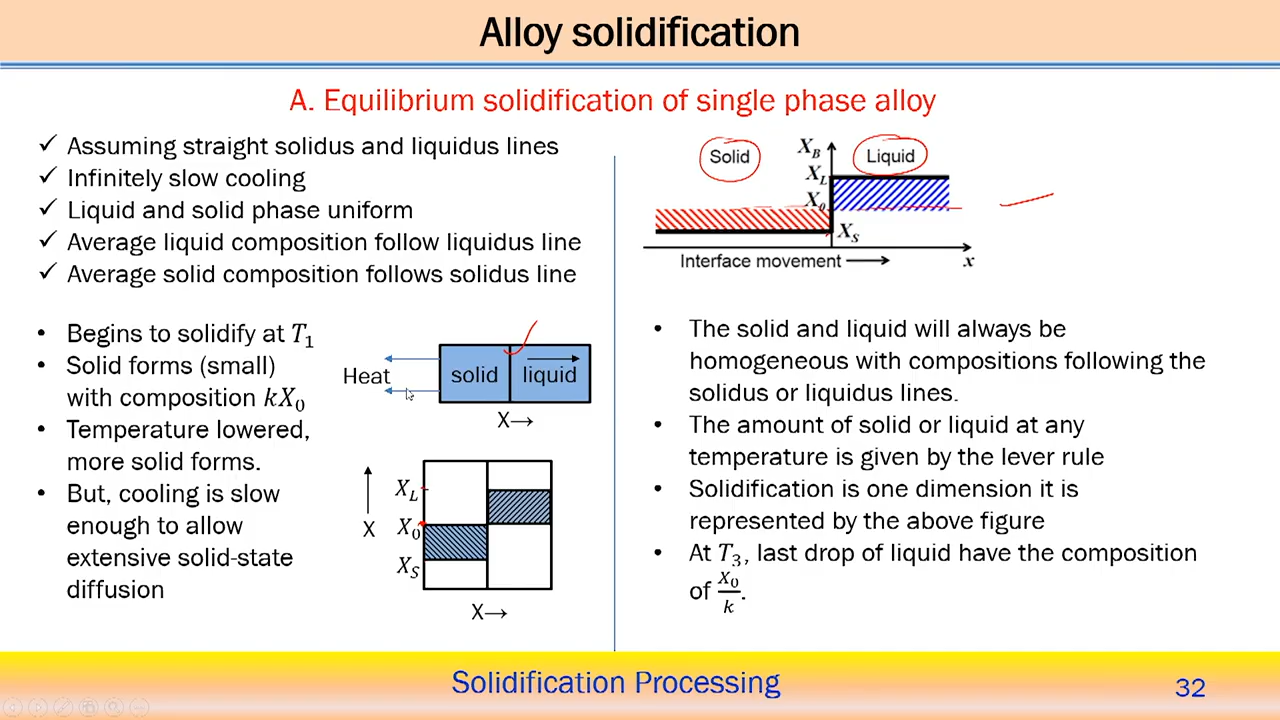 Alloy solidification
A. Equilibrium solidification of single phase alloy
✓ Assuming straight solidus and liquidus lines
✓ Infinitely slow cooling
✓ Liquid and solid phase uniform
✓ Average liquid composition follow liquidus line
✓ Average solid composition follows solidus line
• Begins to solidify at T₁
• Solid forms (small)
with composition kX₀
• Temperature lowered,
more solid forms.
• But, cooling is slow
enough to allow
extensive solid-state
diffusion
Heat
solid
liquid
X→
X_L
X
X₀
X_S
X→
Solid
X_B
Liquid
X_L
X₀
X_S
Interface movement
x
• The solid and liquid will always be
homogeneous with compositions following the
solidus or liquidus lines.
• The amount of solid or liquid at any
temperature is given by the lever rule
• Solidification is one dimension it is
represented by the above figure
• At T₃, last drop of liquid have the composition
of X₀/k.
Solidification Processing
32